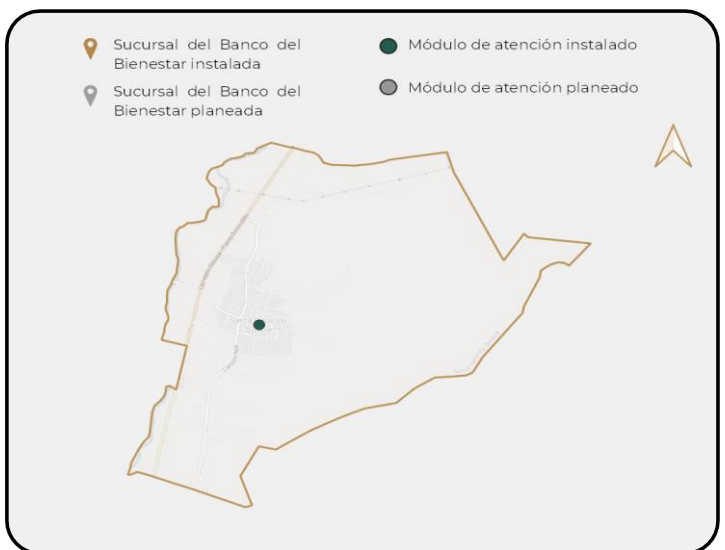 Sucursal del Banco del
Bienestar instalada
Sucursal del Banco del
Bienestar planeada
Módulo de atención instalado
Módulo de atención planeado